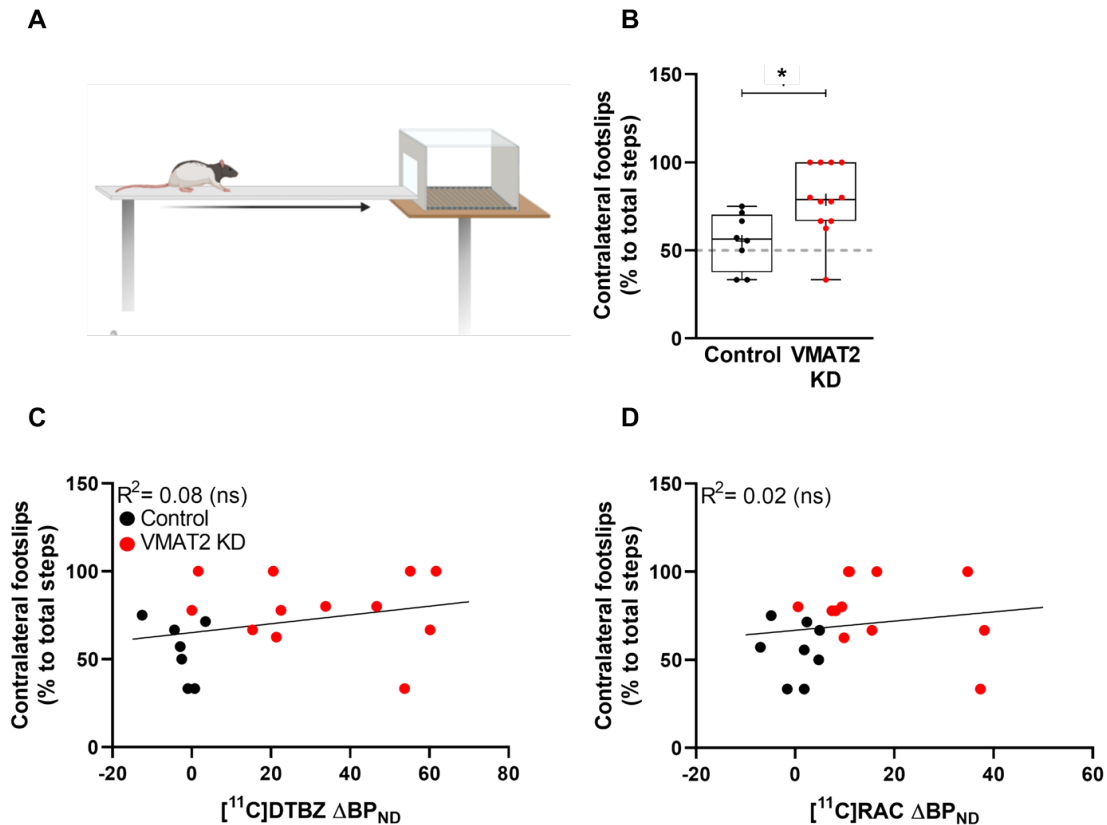 A
B
Contralateral footslips
(% to total steps)
150
100
50
0
*
Control
VMAT2
KD
C
Contralateral footslips
(% to total steps)
150
100
50
0
R²= 0.08 (ns)
Control
VMAT2 KD
-20 0 20 40 60 80
[¹¹C]DTBZ ΔBP_ND
D
Contralateral footslips
(% to total steps)
150
100
50
0
R²= 0.02 (ns)
-20 0 20 40 60
[¹¹C]RAC ΔBP_ND